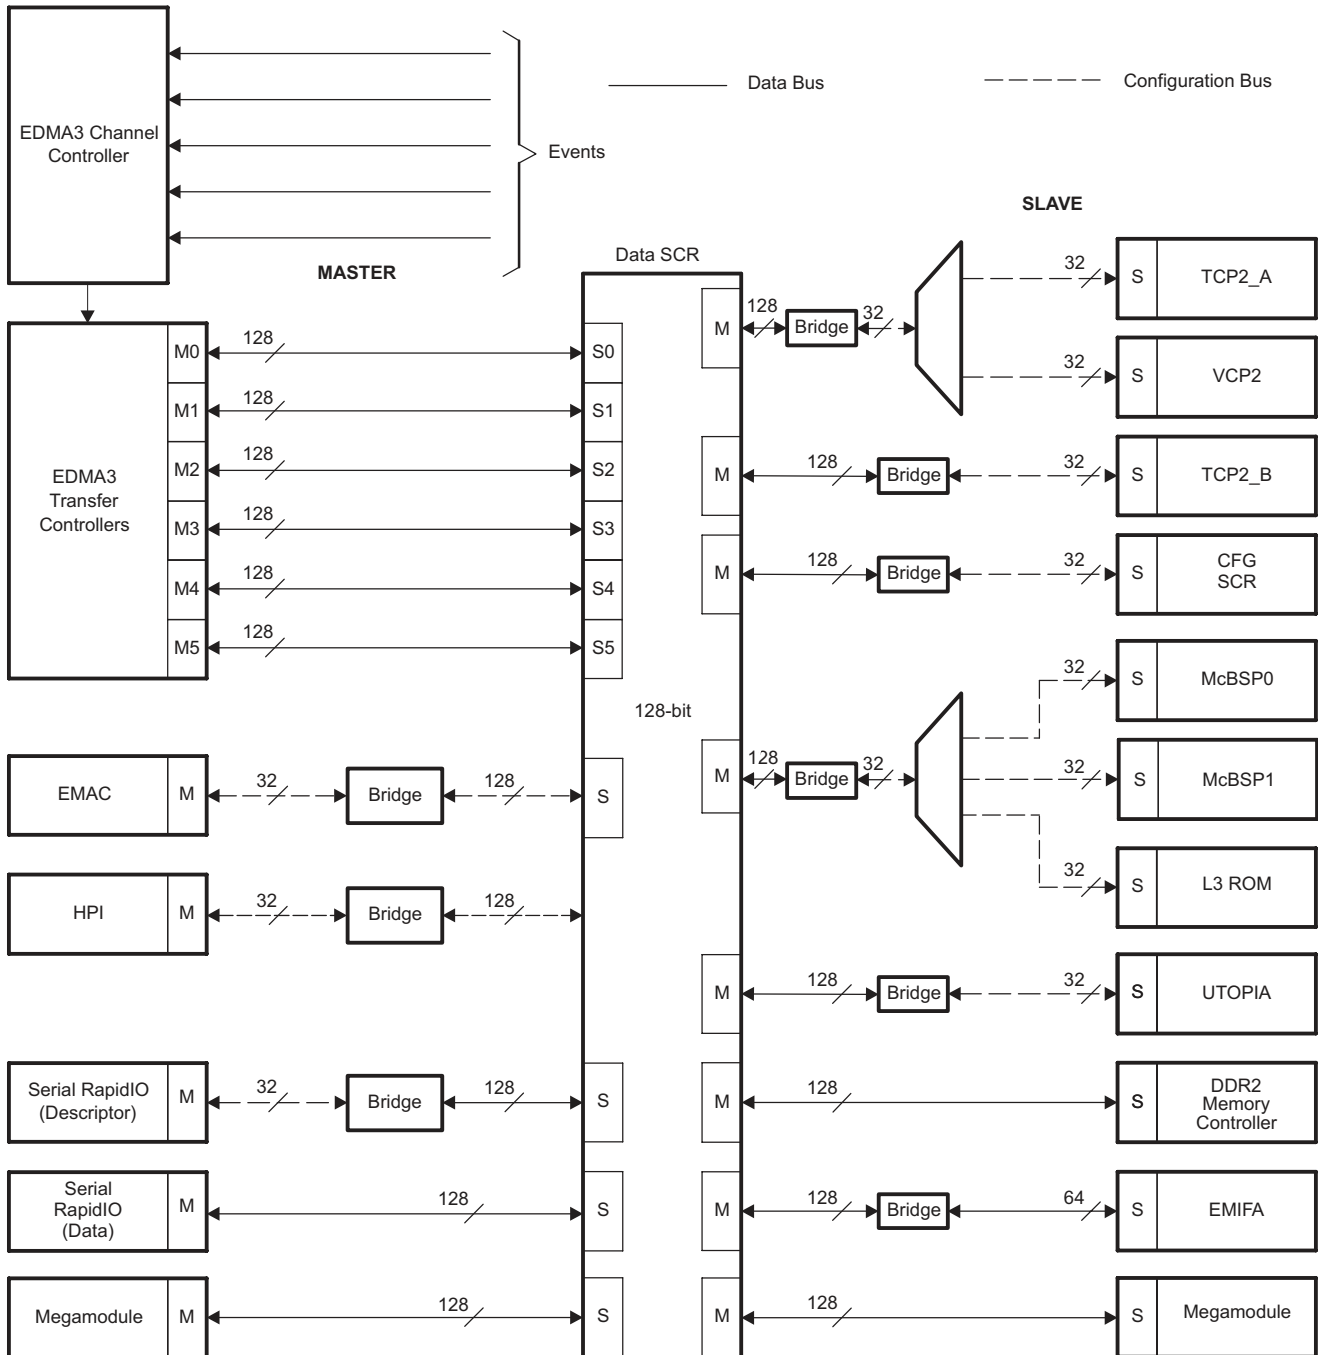 EDMA3 Channel
Controller
Events
Data Bus
Configuration Bus
MASTER
SLAVE
Data SCR
128-bit
EDMA3
Transfer
Controllers
M0
128
S0
M1
128
S1
M2
128
S2
M3
128
S3
M4
128
S4
M5
128
S5
EMAC
M
32
Bridge
128
S
HPI
M
32
Bridge
128
Serial RapidIO
(Descriptor)
M
32
Bridge
128
S
Serial
RapidIO
(Data)
M
128
S
Megamodule
M
128
S
M
128
Bridge
32
32
S
TCP2_A
32
S
VCP2
M
128
Bridge
32
S
TCP2_B
M
128
Bridge
32
S
CFG
SCR
M
128
Bridge
32
32
S
McBSP0
32
S
McBSP1
32
S
L3 ROM
M
128
Bridge
32
S
UTOPIA
M
128
S
DDR2
Memory
Controller
M
128
Bridge
64
S
EMIFA
M
128
S
Megamodule